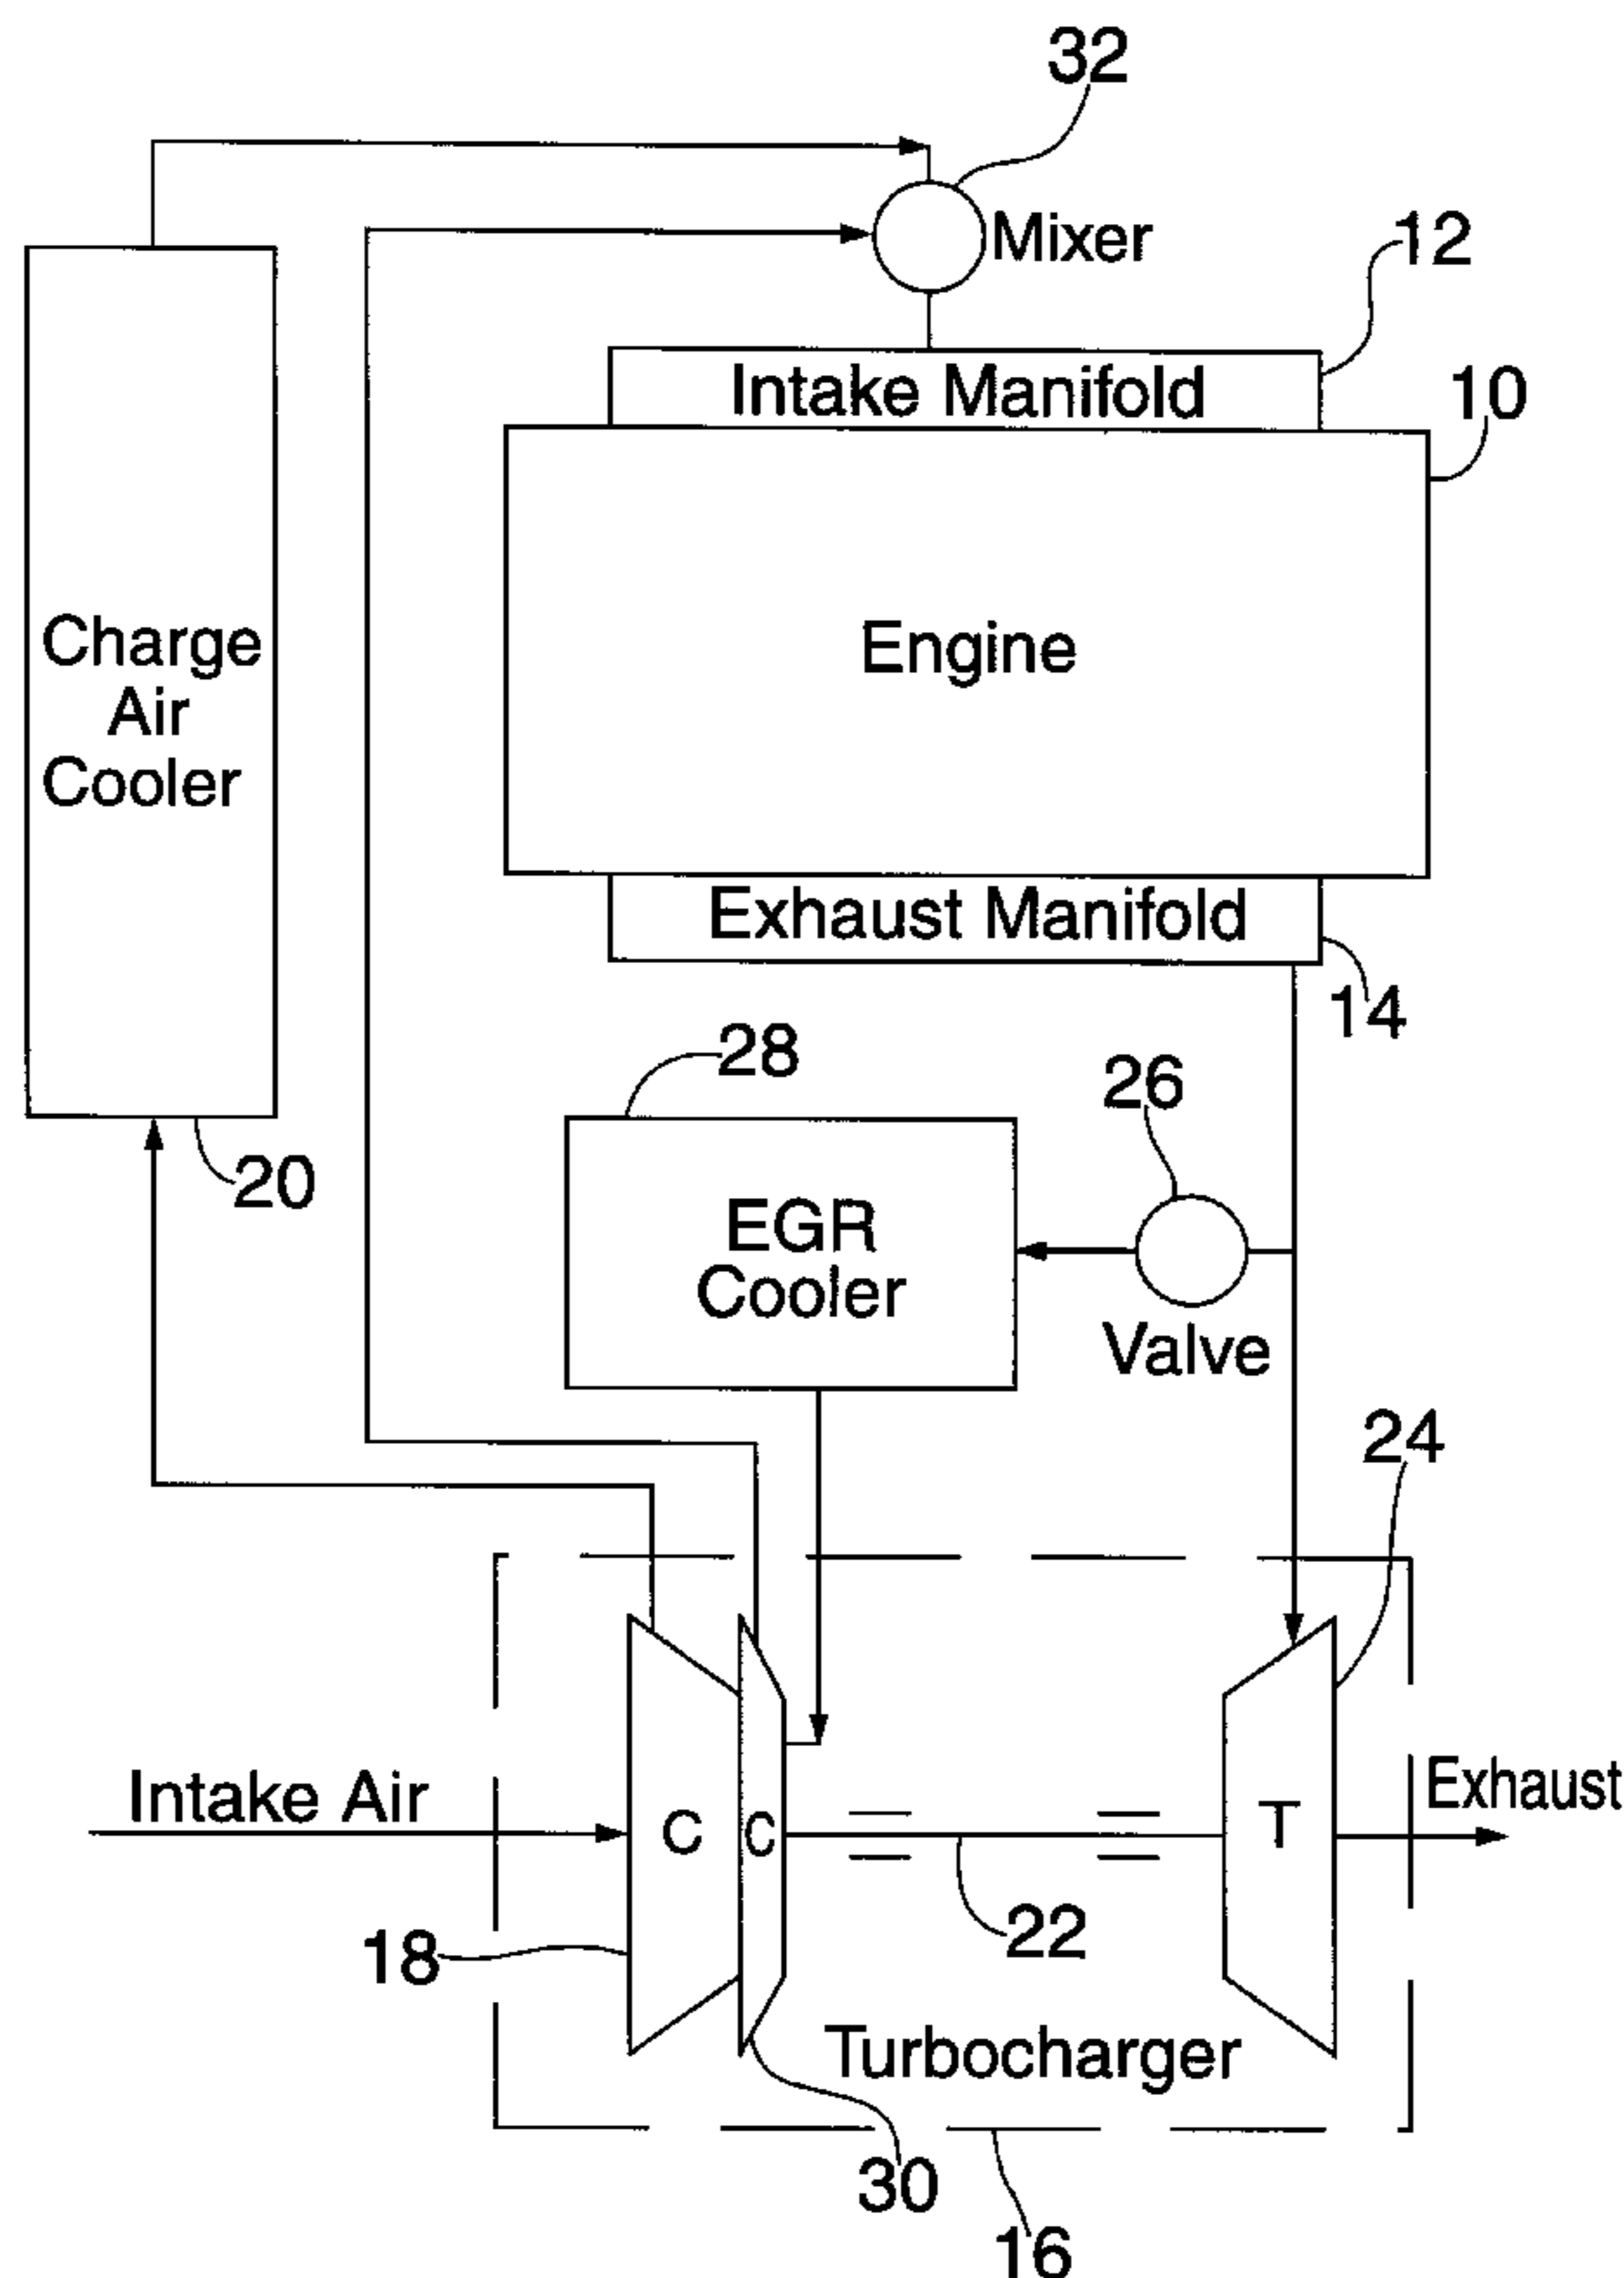 32
Mixer
12
Intake Manifold
10
Charge
Air
Cooler
Engine
Exhaust Manifold
14
28
26
20
EGR
Cooler
Valve
24
Intake Air
C
C
T
Exhaust
18
22
Turbocharger
30
16